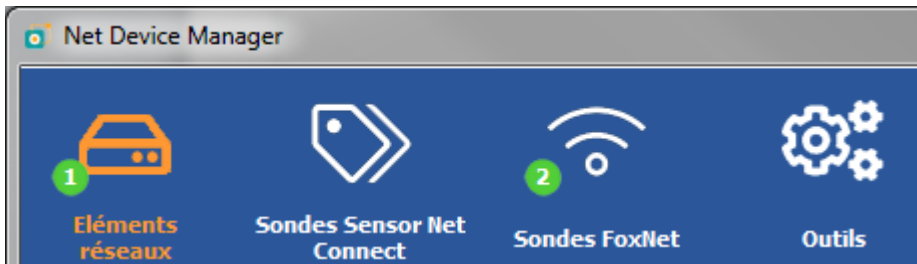 Net Device Manager
1
2
Eléments
réseaux
Sondes Sensor Net
Connect
Sondes FoxNet
Outils